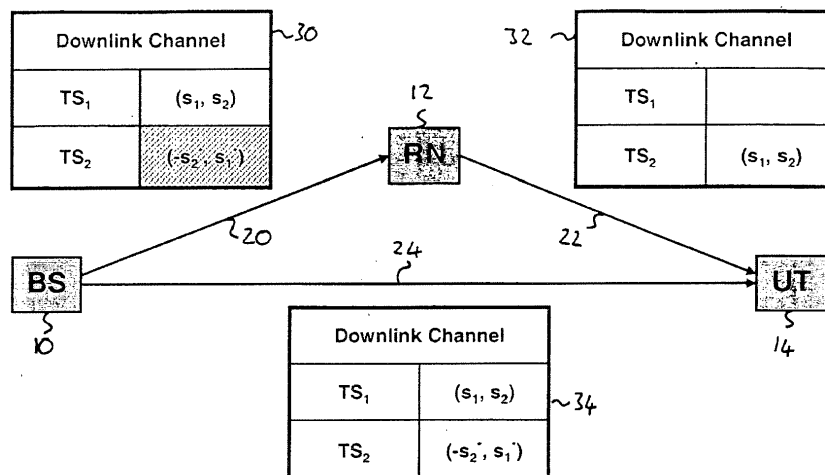 Downlink Channel
TS₁ (s₁, s₂)
TS₂ (-s₂*, s₁*)
30
32
Downlink Channel
TS₁
TS₂ (s₁, s₂)
12
RN
20
22
24
BS
10
UT
14
Downlink Channel
TS₁ (s₁, s₂)
TS₂ (-s₂*, s₁*)
34